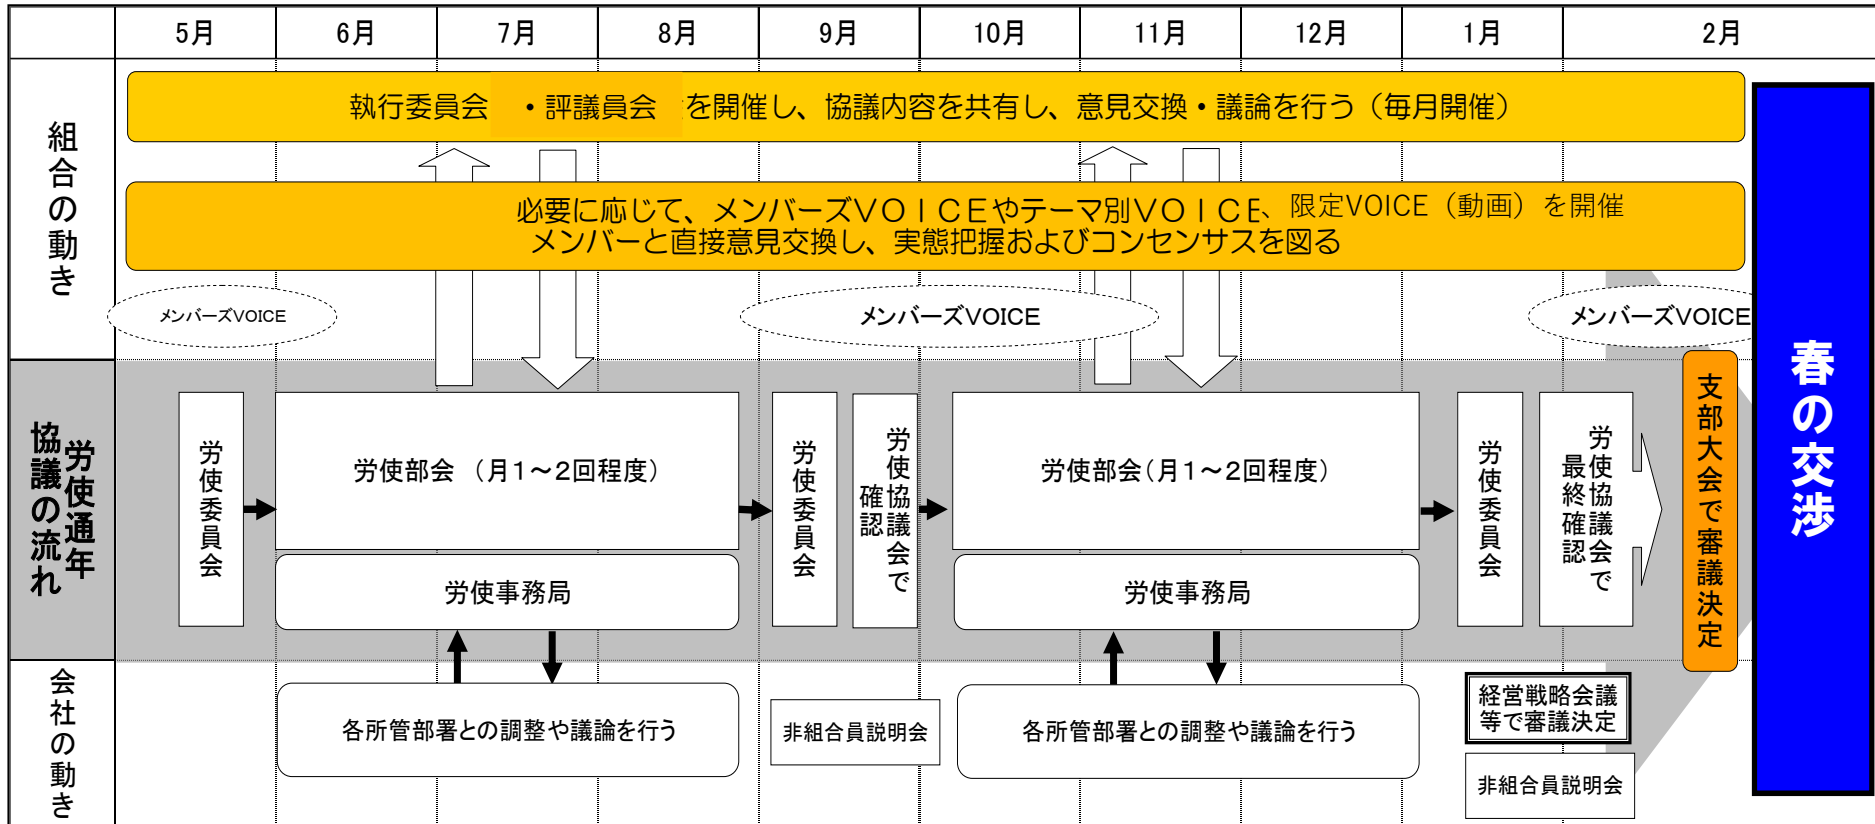 5月
6月
7月
8月
9月
10月
11月
12月
1月
2月
組合の動き
執行委員会 ・評議員会 を開催し、協議内容を共有し、意見交換・議論を行う（毎月開催）
必要に応じて、メンバーズＶＯＩＣＥやテーマ別ＶＯＩＣＥ、限定VOICE（動画）を開催
メンバーと直接意見交換し、実態把握およびコンセンサスを図る
メンバーズVOICE
メンバーズVOICE
メンバーズVOICE
労使通年
協議の流れ
労使委員会
労使部会 （月１～２回程度）
労使事務局
労使委員会
労使協議会で
確認
労使部会（月１～２回程度）
労使事務局
労使委員会
労使協議会で
最終確認
支部大会で審議決定
春の交渉
会社の動き
各所管部署との調整や議論を行う
非組合員説明会
各所管部署との調整や議論を行う
経営戦略会議
等で審議決定
非組合員説明会